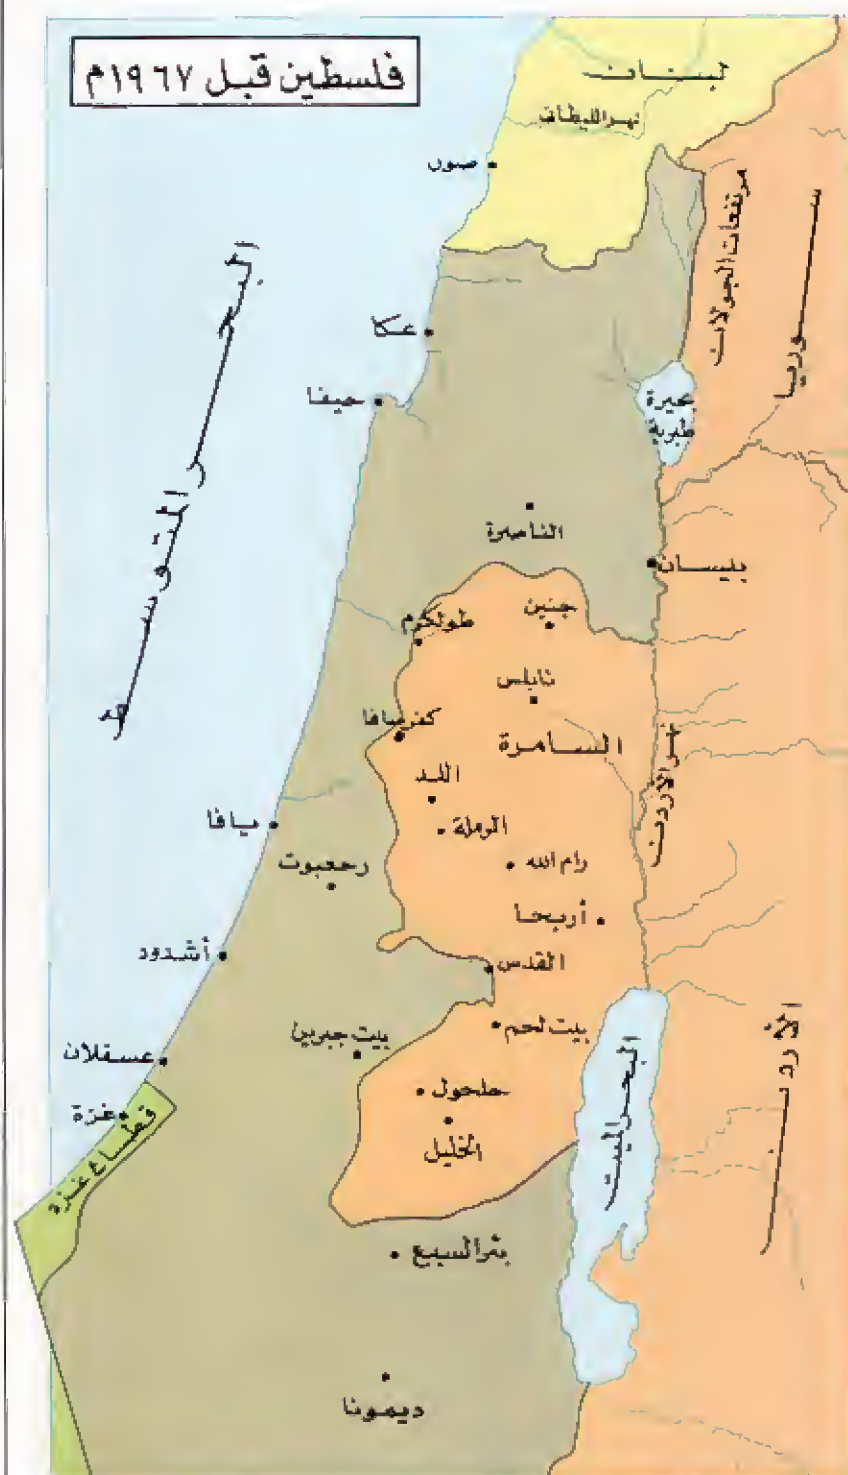 فلسطين قبل ١٩٦٧م
لبنان
نهر الليطاني
صور
مرتفعات الجولان
سوريا
البحر المتوسط
عكا
حيفا
بحيرة
طبرية
الناصرة
بيسان
جنين
طولكرم
نابلس
كفر سافا
السامرة
نهر الأردن
اللد
يافا
الرملة
رام الله
رحعبوت
أريحا
أشدود
القدس
بيت لحم
بيت جبرين
عسقلان
البحر الميت
الأردن
حلحول
غزة
قطاع غزة
الخليل
بئر السبع
ديمونا